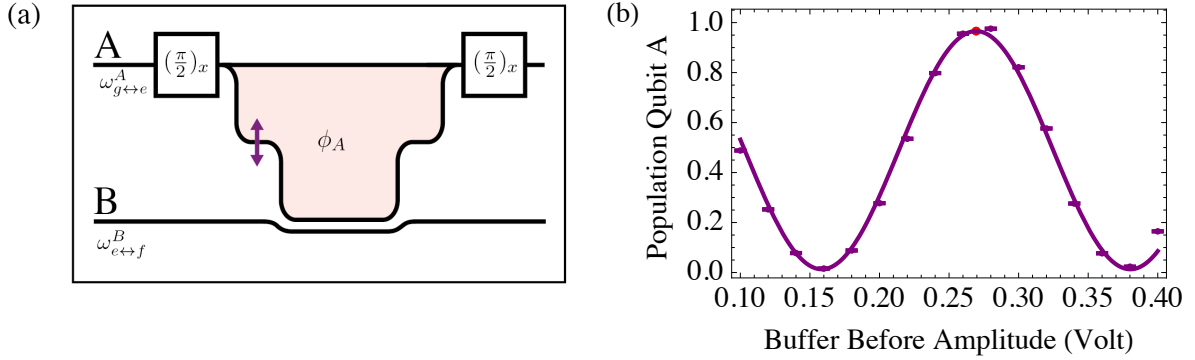 (a)
A
(π/2)ₓ
(π/2)ₓ
ω^A_{g↔e}
ϕ_A
B
ω^B_{e↔f}
(b)
Population Qubit A
1.0
0.8
0.6
0.4
0.2
0.0
0.10 0.15 0.20 0.25 0.30 0.35 0.40
Buffer Before Amplitude (Volt)